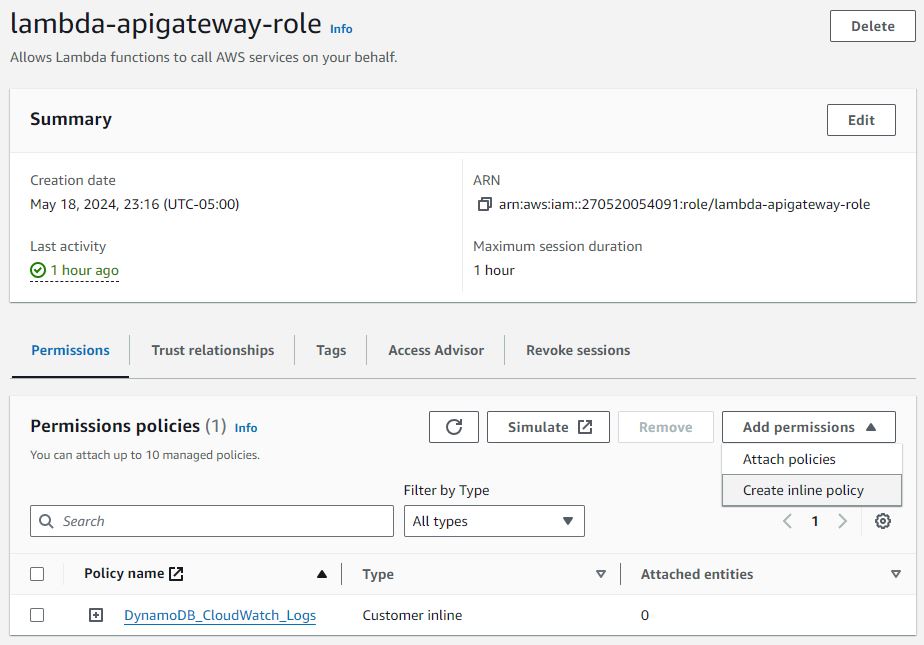 lambda-apigateway-role Info
Delete
Allows Lambda functions to call AWS services on your behalf.
Summary
Edit
Creation date
May 18, 2024, 23:16 (UTC-05:00)
ARN
arn:aws:iam::270520054091:role/lambda-apigateway-role
Last activity
1 hour ago
Maximum session duration
1 hour
Permissions
Trust relationships
Tags
Access Advisor
Revoke sessions
Permissions policies (1) Info
Simulate
Remove
Add permissions
You can attach up to 10 managed policies.
Attach policies
Create inline policy
Filter by Type
Search
All types
1
Policy name
Type
Attached entities
DynamoDB_CloudWatch_Logs
Customer inline
0